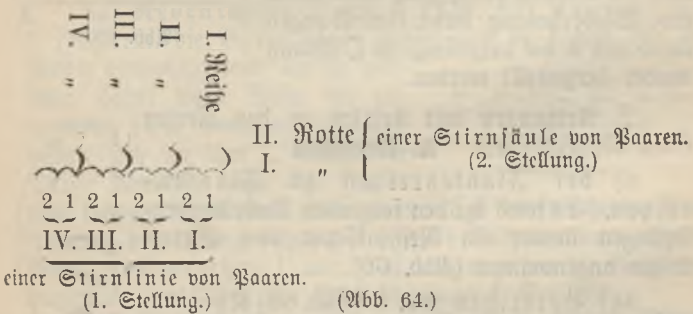 IV. „
III. „
II. „
I. Reihe
II. Rotte einer Stirnsäule von Paaren.
I. „ (2. Stellung.)
2 1 2 1 2 1 2 1
IV. III. II. I.
einer Stirnlinie von Paaren.
(1. Stellung.) (Abb. 64.)